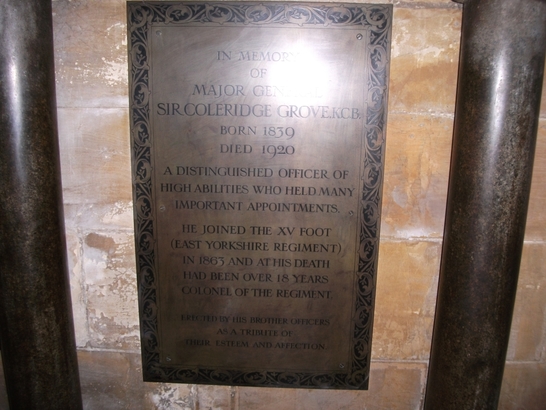 IN MEMORY
OF
MAJOR GENERAL
SIR COLERIDGE GROVE.K.C.B.
BORN 1839
DIED 1920
A DISTINGUISHED OFFICER OF
HIGH ABILITIES WHO HELD MANY
IMPORTANT APPOINTMENTS.
HE JOINED THE XV FOOT
(EAST YORKSHIRE REGIMENT)
IN 1863 AND AT HIS DEATH
HAD BEEN OVER 18 YEARS
COLONEL OF THE REGIMENT.
ERECTED BY HIS BROTHER OFFICERS
AS A TRIBUTE OF
THEIR ESTEEM AND AFFECTION